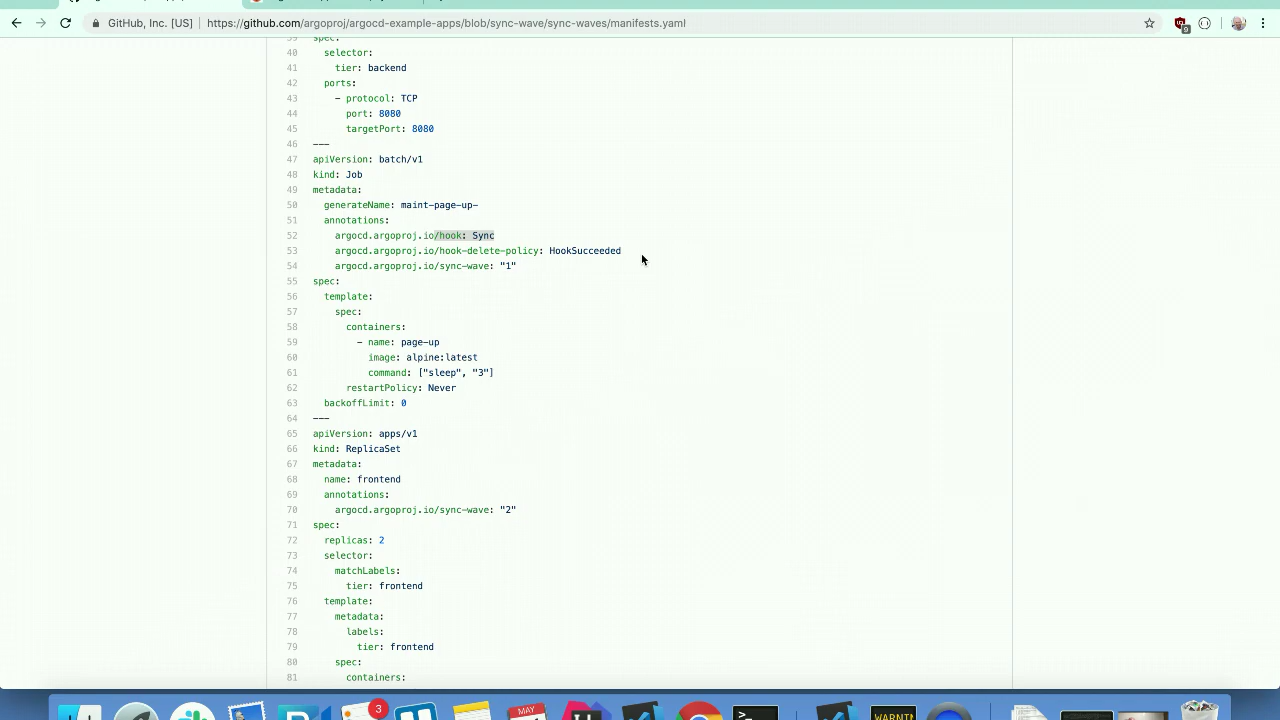 GitHub, Inc. [US]
https://github.com/argoproj/argocd-example-apps/blob/sync-wave/sync-waves/manifests.yaml
9
39 spec:
40 selector:
41 tier: backend
42 ports:
43 - protocol: TCP
44 port: 8080
45 targetPort: 8080
46 ---
47 apiVersion: batch/v1
48 kind: Job
49 metadata:
50 generateName: maint-page-up-
51 annotations:
52 argocd.argoproj.io/hook: Sync
53 argocd.argoproj.io/hook-delete-policy: HookSucceeded
54 argocd.argoproj.io/sync-wave: "1"
55 spec:
56 template:
57 spec:
58 containers:
59 - name: page-up
60 image: alpine:latest
61 command: ["sleep", "3"]
62 restartPolicy: Never
63 backoffLimit: 0
64 ---
65 apiVersion: apps/v1
66 kind: ReplicaSet
67 metadata:
68 name: frontend
69 annotations:
70 argocd.argoproj.io/sync-wave: "2"
71 spec:
72 replicas: 2
73 selector:
74 matchLabels:
75 tier: frontend
76 template:
77 metadata:
78 labels:
79 tier: frontend
80 spec:
81 containers:
3
MAY
WARNIN